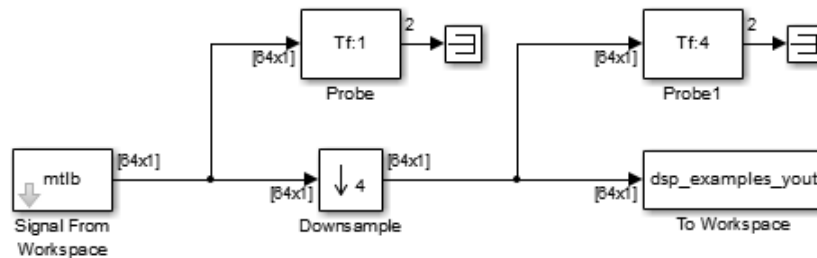 Tf:1
2
[64x1]
Probe
Tf:4
2
[64x1]
Probe1
mtlb
[64x1]
Signal From
Workspace
[64x1]
↓ 4
[64x1]
Downsample
[64x1]
dsp_examples_yout
To Workspace